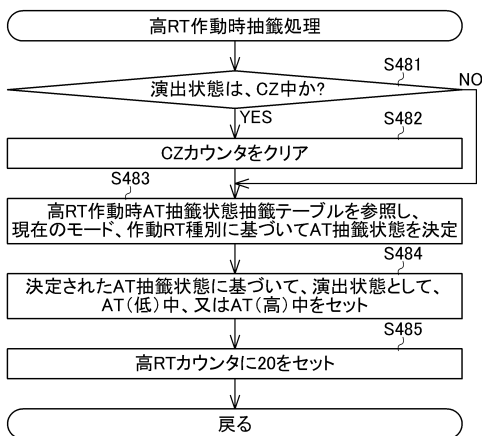 高RT作動時抽籤処理
S481
演出状態は、CZ中か?
NO
YES
S482
CZカウンタをクリア
S483
高RT作動時AT抽籤状態抽籤テーブルを参照し、
現在のモード、作動RT種別に基づいてAT抽籤状態を決定
S484
決定されたAT抽籤状態に基づいて、演出状態として、
AT(低)中、又はAT(高)中をセット
S485
高RTカウンタに20をセット
戻る